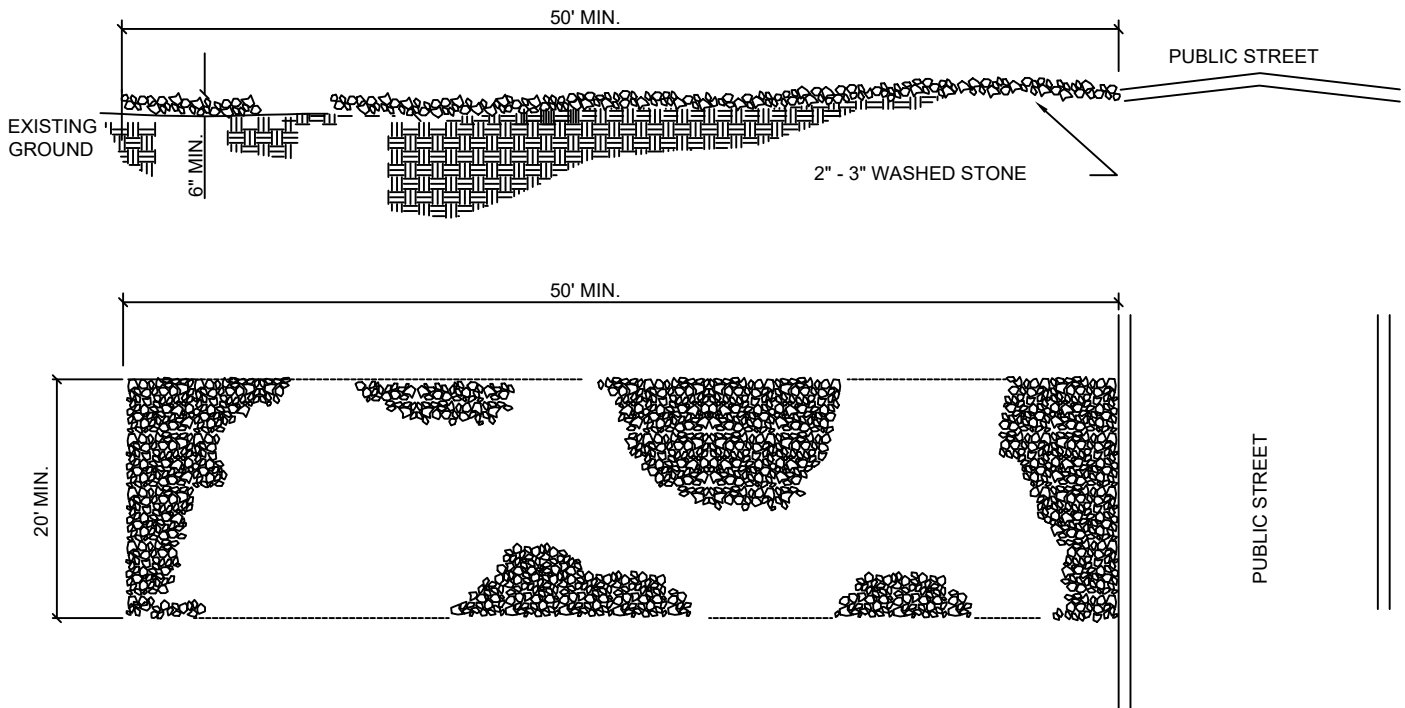 50' MIN.
PUBLIC STREET
EXISTING
GROUND
6" MIN.
2" - 3" WASHED STONE
50' MIN.
20' MIN.
PUBLIC STREET